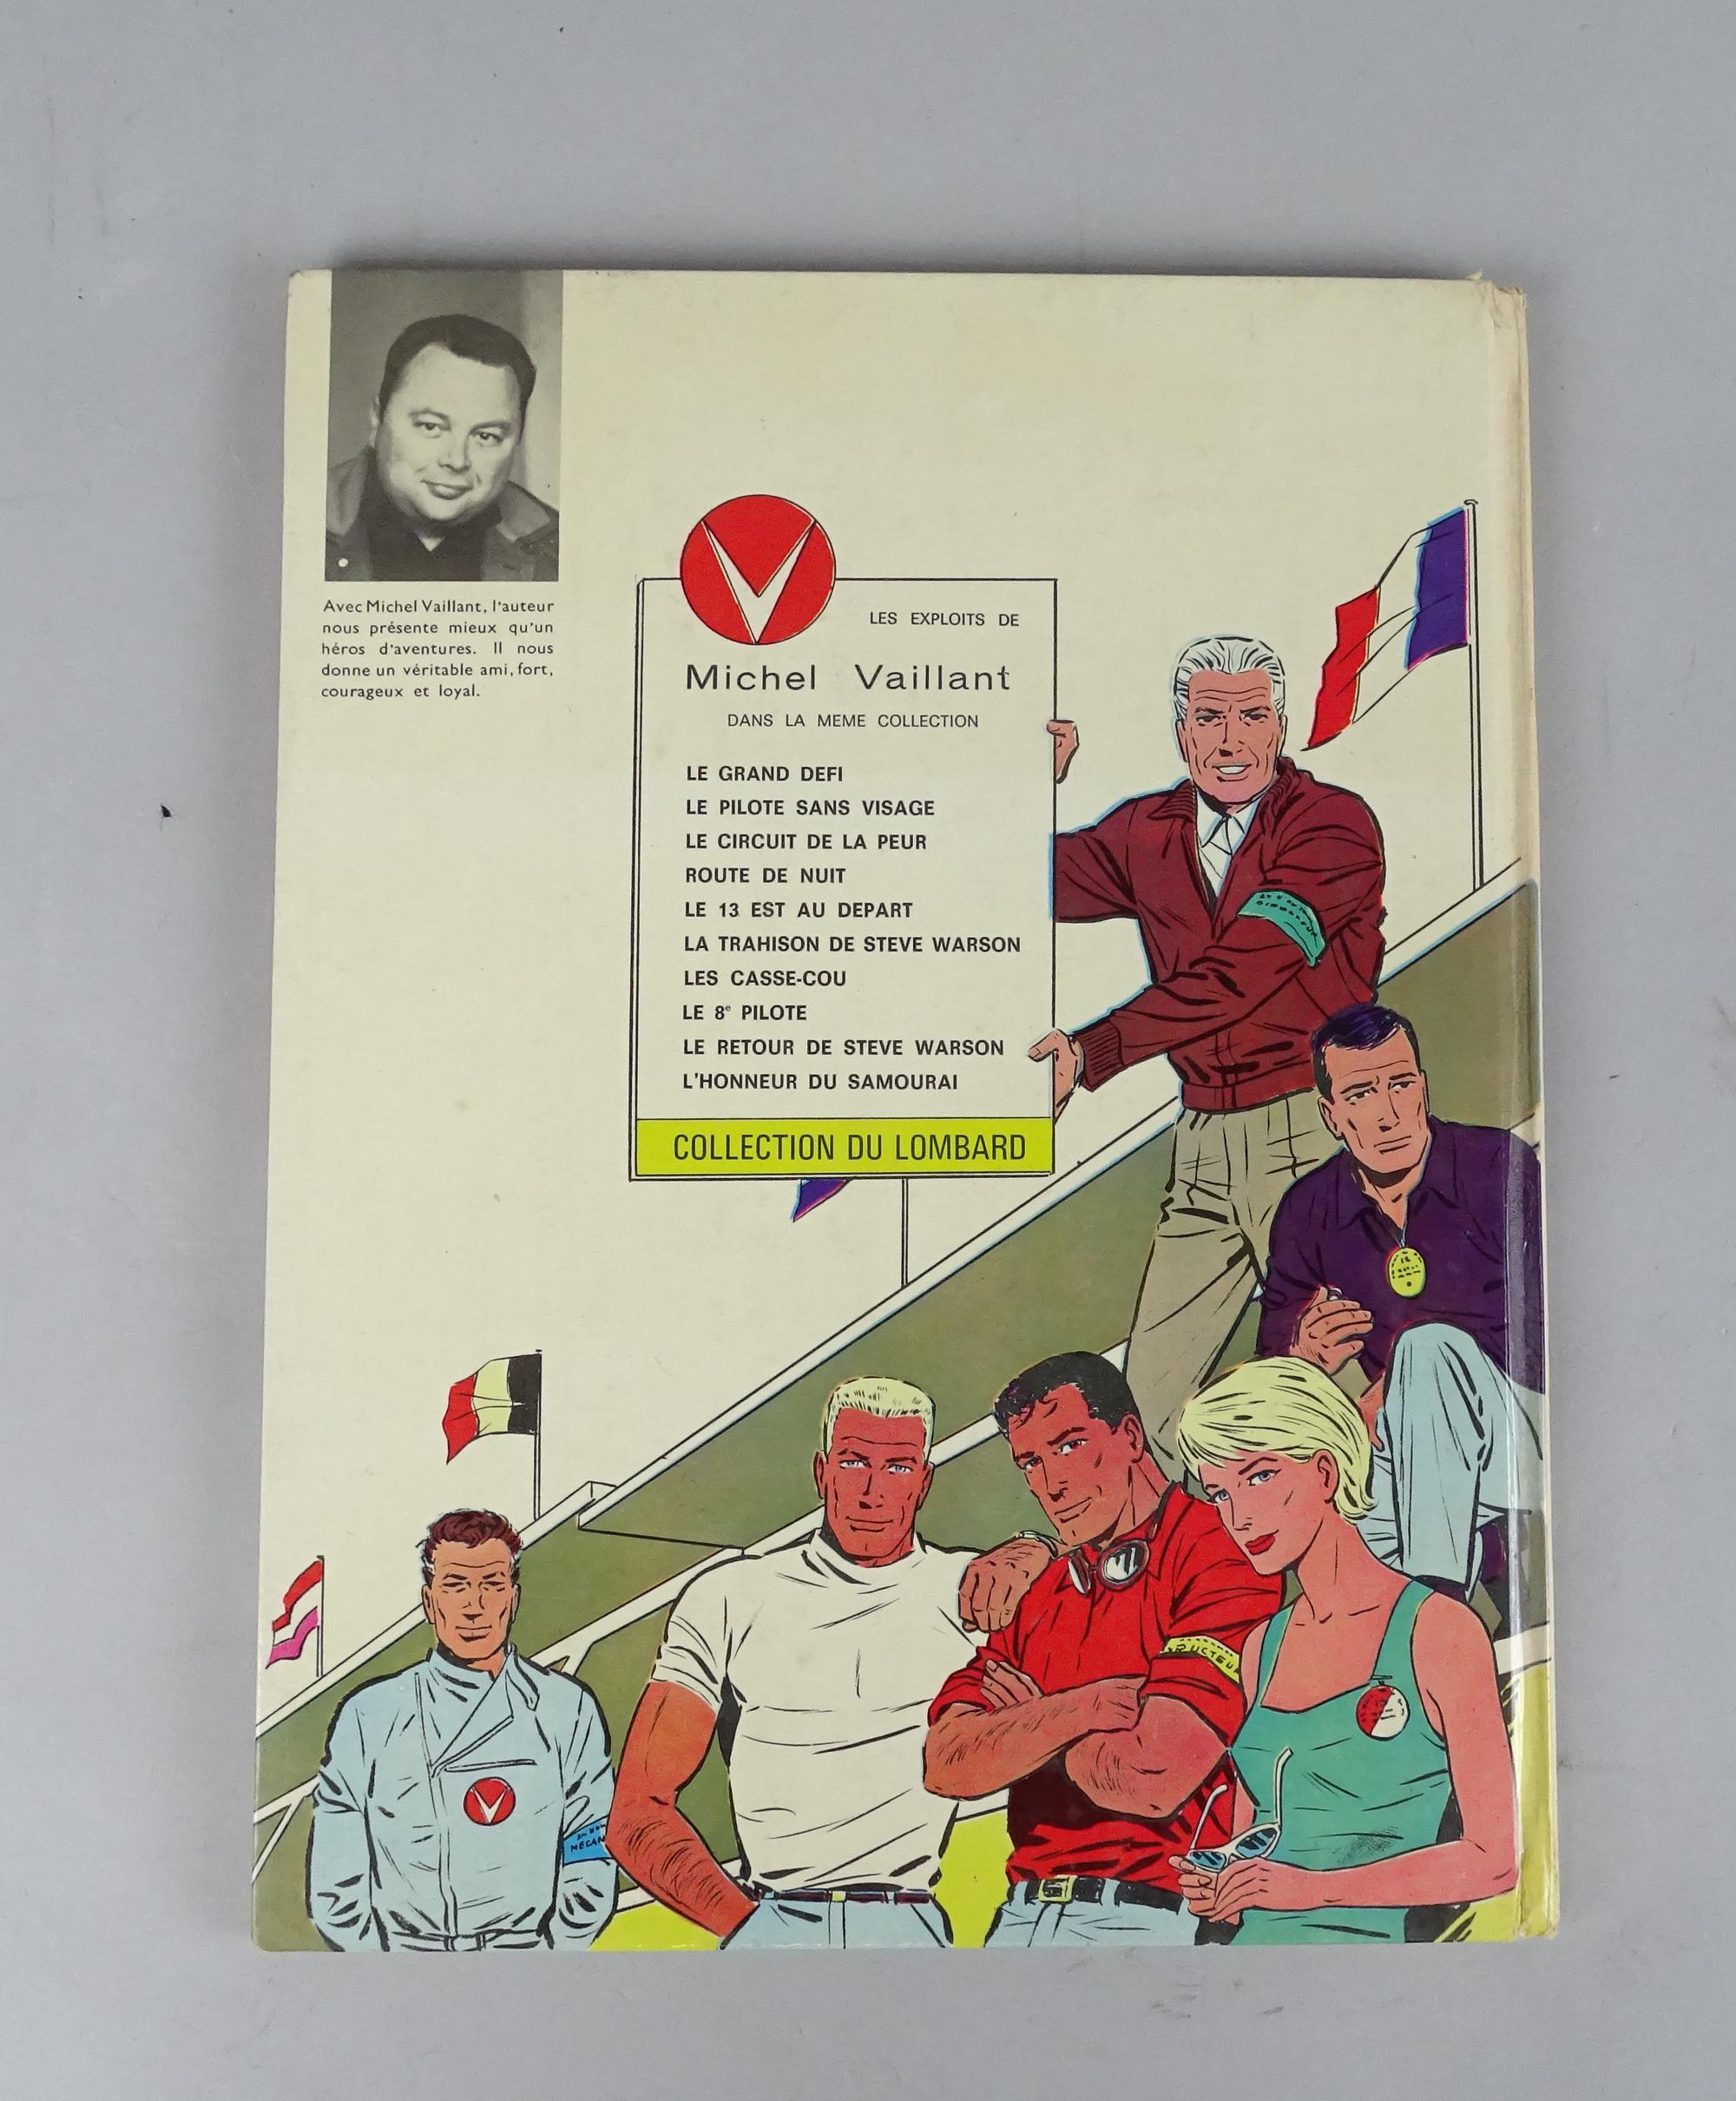 Avec Michel Vaillant, l'auteur
nous présente mieux qu'un
héros d'aventures. Il nous
donne un véritable ami, fort,
courageux et loyal.
LES EXPLOITS DE
Michel Vaillant
DANS LA MEME COLLECTION
LE GRAND DEFI
LE PILOTE SANS VISAGE
LE CIRCUIT DE LA PEUR
ROUTE DE NUIT
LE 13 EST AU DEPART
LA TRAHISON DE STEVE WARSON
LES CASSE-COU
LE 8e PILOTE
LE RETOUR DE STEVE WARSON
L'HONNEUR DU SAMOURAI
COLLECTION DU LOMBARD
RUCTEU
MECAN